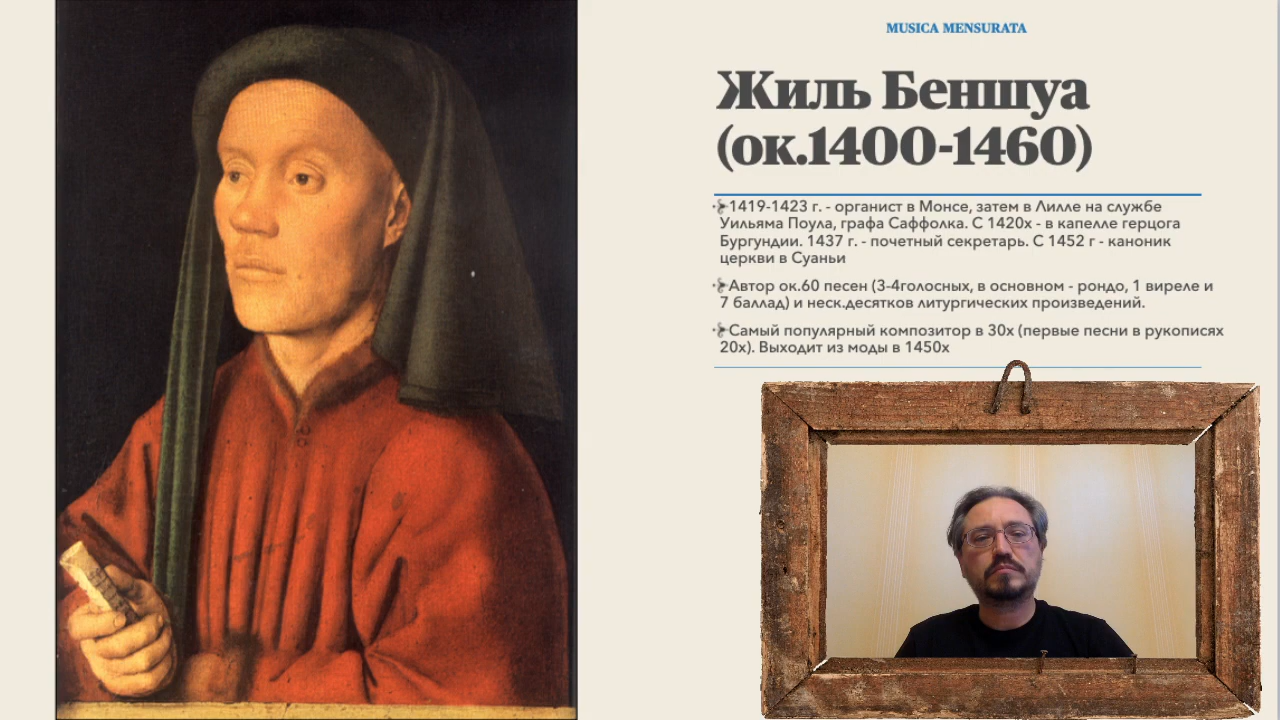 MUSICA MENSURATA
Жиль Беншуа
(ок.1400-1460)
1419-1423 г. - органист в Монсе, затем в Лилле на службе
Уильяма Поула, графа Саффолка. С 1420х - в капелле герцога
Бургундии. 1437 г. - почетный секретарь. С 1452 г - каноник
церкви в Суаньи
Автор ок.60 песен (3-4голосных, в основном - рондо, 1 виреле и
7 баллад) и неск.десятков литургических произведений.
Самый популярный композитор в 30х (первые песни в рукописях
20х). Выходит из моды в 1450х